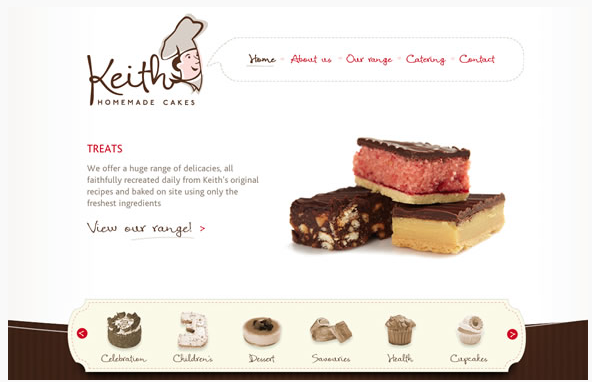 Keith
HOMEMADE CAKES
Home
About us
Our range
Catering
Contact
TREATS
We offer a huge range of delicacies, all
faithfully recreated daily from Keith's original
recipes and baked on site using only the
freshest ingredients
View our range! >
Celebration
Children's
Dessert
Savouries
Health
Cupcakes